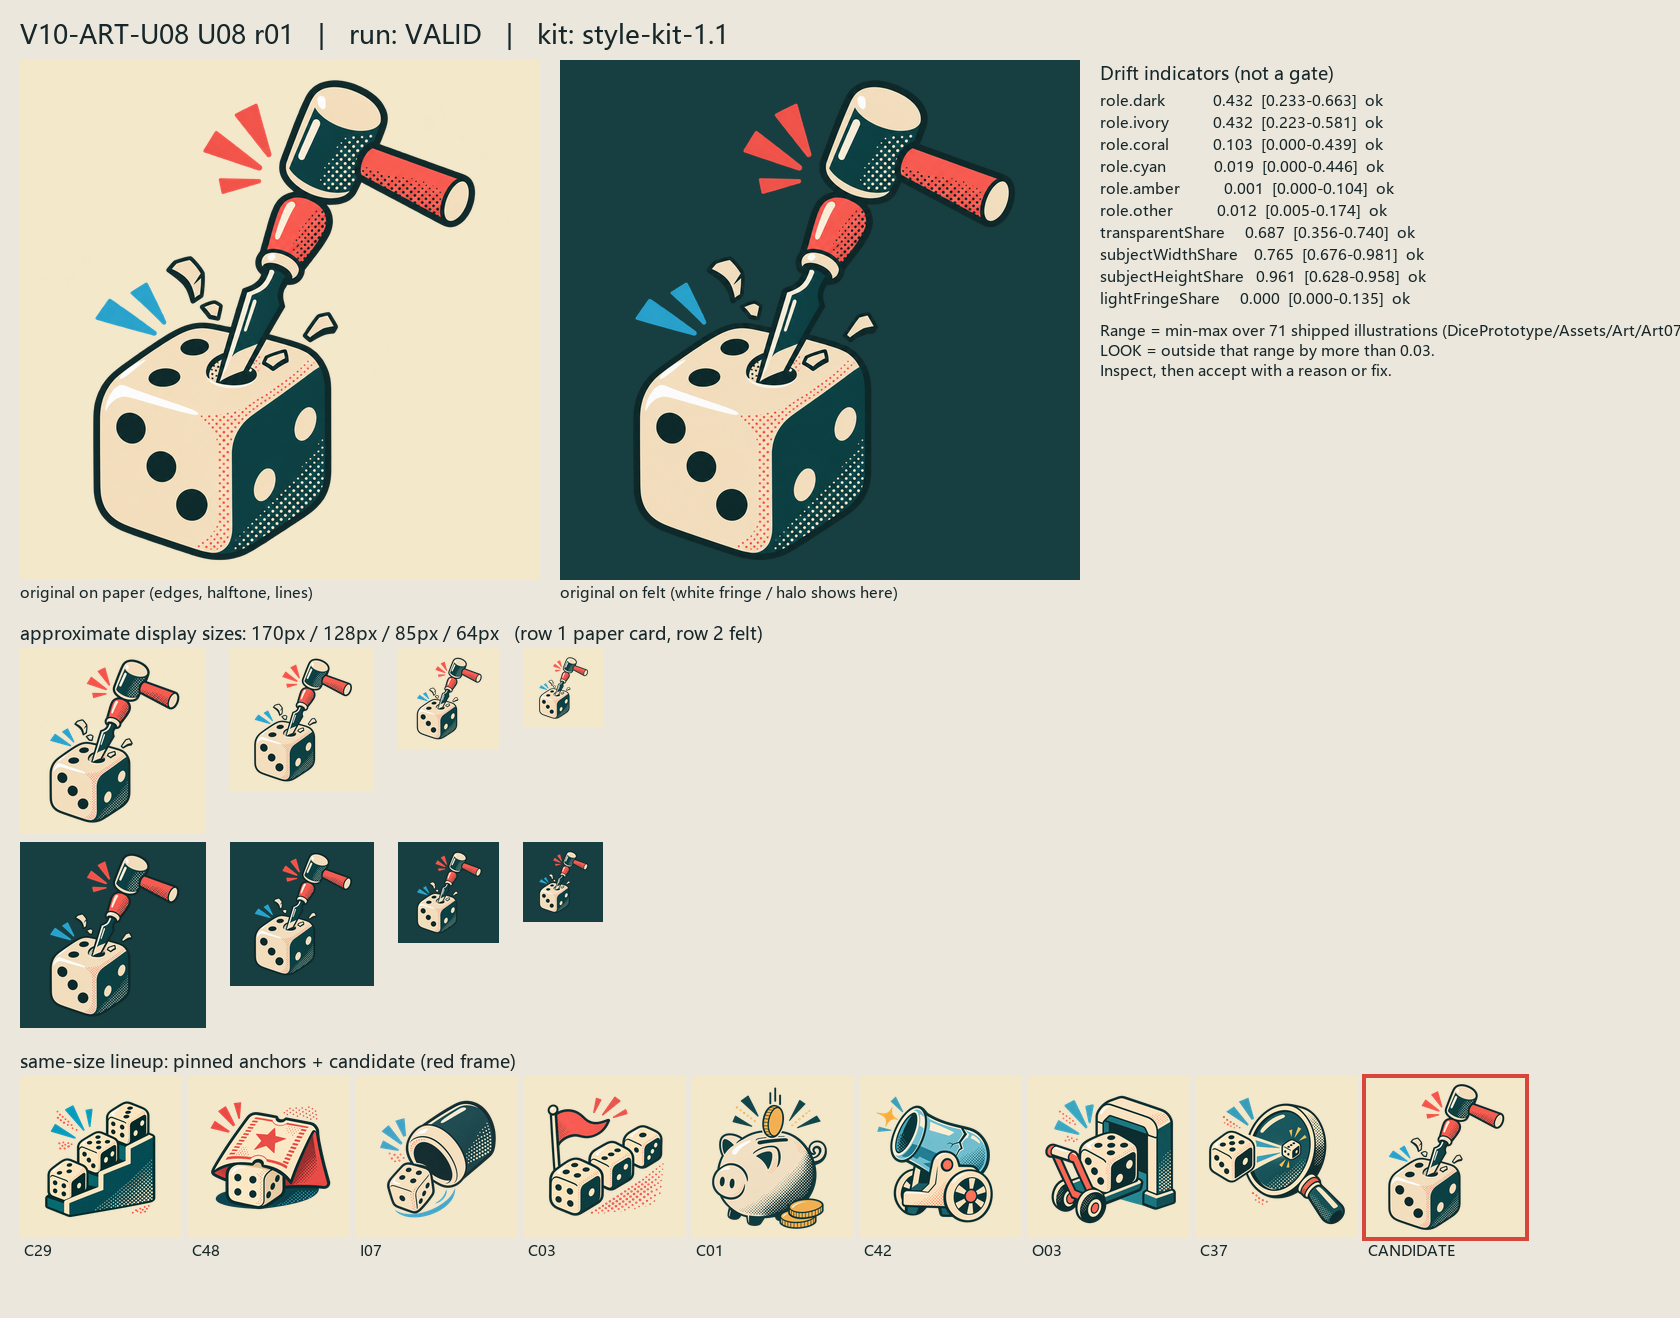 V10-ART-U08 U08 r01 | run: VALID | kit: style-kit-1.1
Drift indicators (not a gate)
role.dark 0.432 [0.233-0.663] ok
role.ivory 0.432 [0.223-0.581] ok
role.coral 0.103 [0.000-0.439] ok
role.cyan 0.019 [0.000-0.446] ok
role.amber 0.001 [0.000-0.104] ok
role.other 0.012 [0.005-0.174] ok
transparentShare 0.687 [0.356-0.740] ok
subjectWidthShare 0.765 [0.676-0.981] ok
subjectHeightShare 0.961 [0.628-0.958] ok
lightFringeShare 0.000 [0.000-0.135] ok
Range = min-max over 71 shipped illustrations (DicePrototype/Assets/Art/Art07
LOOK = outside that range by more than 0.03.
Inspect, then accept with a reason or fix.
original on paper (edges, halftone, lines)
original on felt (white fringe / halo shows here)
approximate display sizes: 170px / 128px / 85px / 64px (row 1 paper card, row 2 felt)
same-size lineup: pinned anchors + candidate (red frame)
C29
C48
I07
C03
C01
C42
O03
C37
CANDIDATE